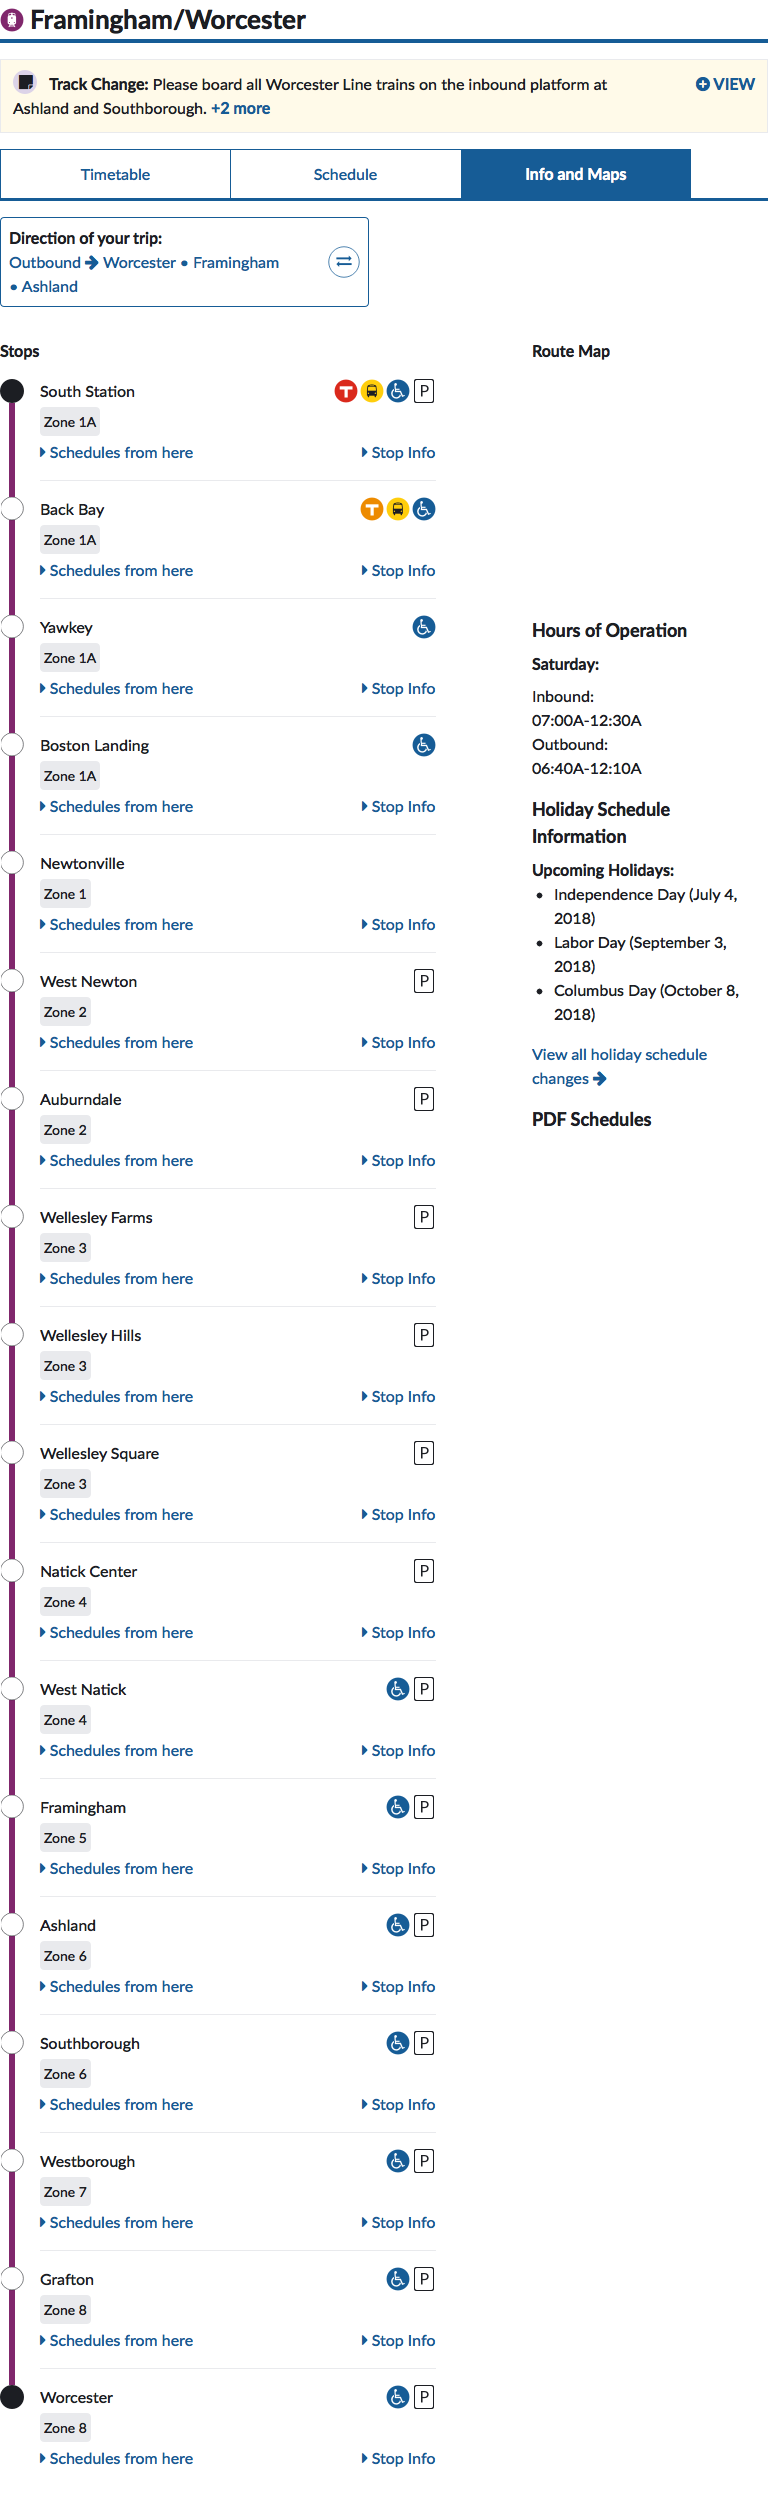 Framingham/Worcester
Track Change: Please board all Worcester Line trains on the inbound platform at
Ashland and Southborough. +2 more
VIEW
Timetable
Schedule
Info and Maps
Direction of your trip:
Outbound → Worcester • Framingham
• Ashland
Stops
South Station
T
P
Zone 1A
Schedules from here
Stop Info
Back Bay
T
Zone 1A
Schedules from here
Stop Info
Yawkey
Zone 1A
Schedules from here
Stop Info
Boston Landing
Zone 1A
Schedules from here
Stop Info
Newtonville
Zone 1
Schedules from here
Stop Info
West Newton
P
Zone 2
Schedules from here
Stop Info
Auburndale
P
Zone 2
Schedules from here
Stop Info
Wellesley Farms
P
Zone 3
Schedules from here
Stop Info
Wellesley Hills
P
Zone 3
Schedules from here
Stop Info
Wellesley Square
P
Zone 3
Schedules from here
Stop Info
Natick Center
P
Zone 4
Schedules from here
Stop Info
West Natick
P
Zone 4
Schedules from here
Stop Info
Framingham
P
Zone 5
Schedules from here
Stop Info
Ashland
P
Zone 6
Schedules from here
Stop Info
Southborough
P
Zone 6
Schedules from here
Stop Info
Westborough
P
Zone 7
Schedules from here
Stop Info
Grafton
P
Zone 8
Schedules from here
Stop Info
Worcester
P
Zone 8
Schedules from here
Stop Info
Route Map
Hours of Operation
Saturday:
Inbound:
07:00A-12:30A
Outbound:
06:40A-12:10A
Holiday Schedule
Information
Upcoming Holidays:
• Independence Day (July 4,
2018)
• Labor Day (September 3,
2018)
• Columbus Day (October 8,
2018)
View all holiday schedule
changes →
PDF Schedules